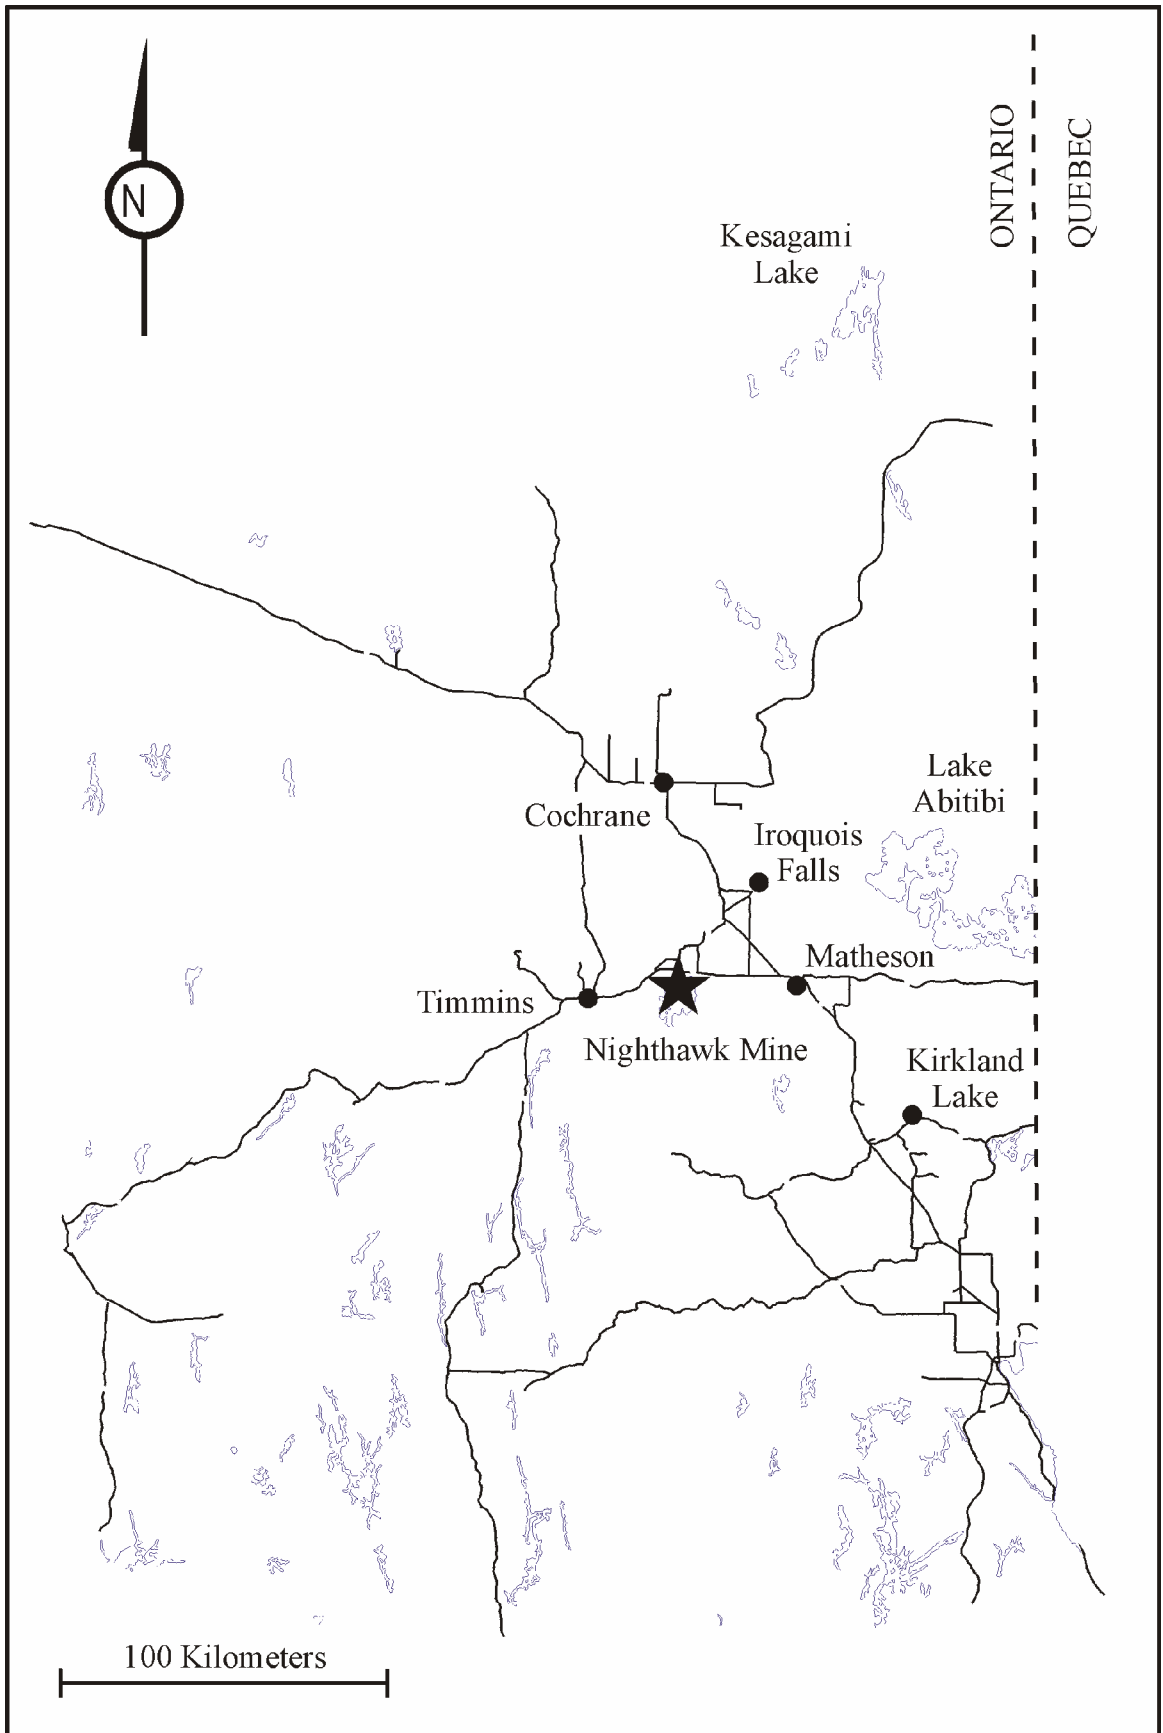 N
ONTARIO
QUEBEC
Kesagami
Lake
Lake
Abitibi
Cochrane
Iroquois
Falls
Matheson
Timmins
Nighthawk Mine
Kirkland
Lake
100 Kilometers